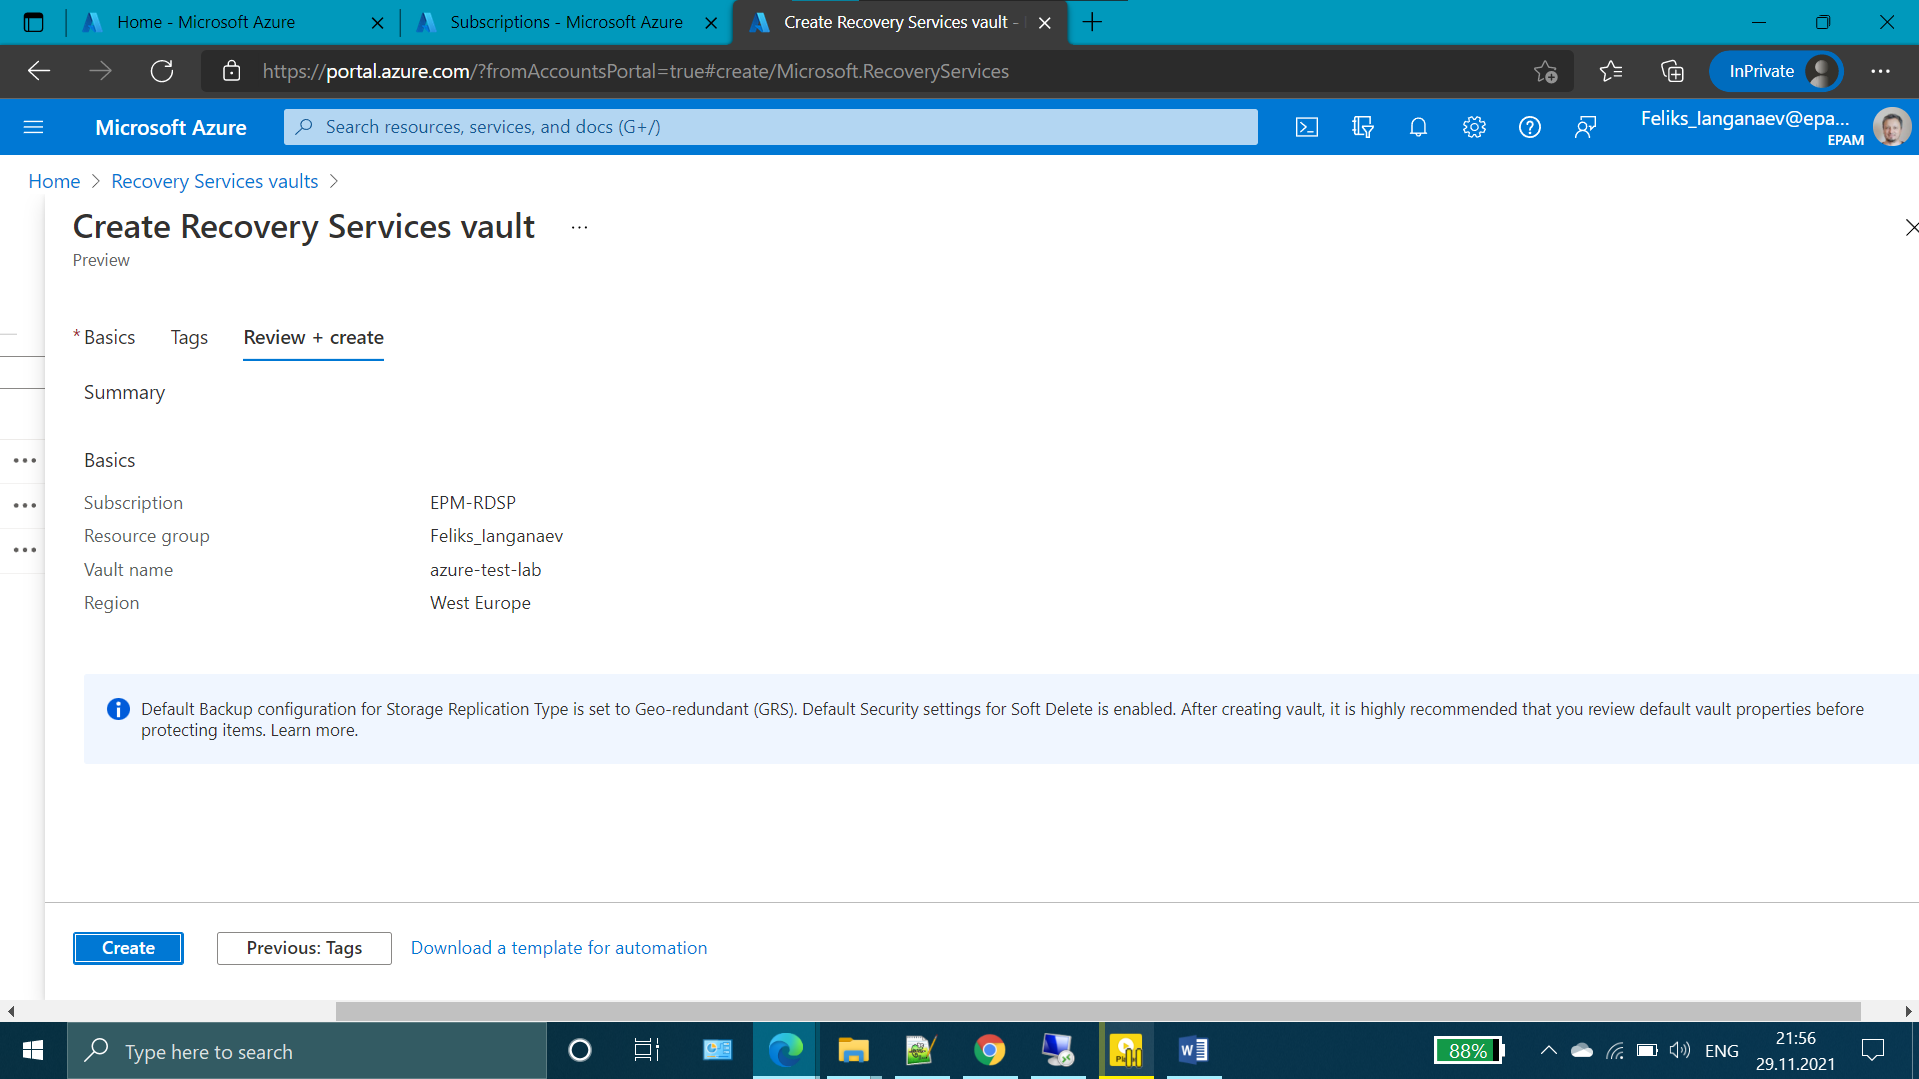 Home - Microsoft Azure
Subscriptions - Microsoft Azure
Create Recovery Services vault -
https://portal.azure.com/?fromAccountsPortal=true#create/Microsoft.RecoveryServices
InPrivate
Microsoft Azure
Search resources, services, and docs (G+/)
Feliks_Ianganaev@epa...
EPAM
Home > Recovery Services vaults >
Create Recovery Services vault ...
Preview
* Basics Tags Review + create
Summary
Basics
Subscription EPM-RDSP
Resource group Feliks_Ianganaev
Vault name azure-test-lab
Region West Europe
Default Backup configuration for Storage Replication Type is set to Geo-redundant (GRS). Default Security settings for Soft Delete is enabled. After creating vault, it is highly recommended that you review default vault properties before
protecting items. Learn more.
Create Previous: Tags Download a template for automation
Type here to search
88%
ENG
21:56
29.11.2021